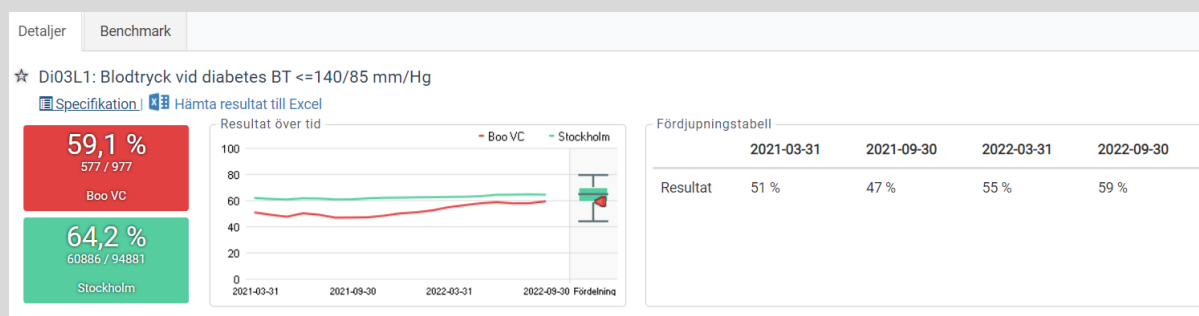 Detaljer
Benchmark
Di03L1: Blodtryck vid diabetes BT <=140/85 mm/Hg
Specifikation | Hämta resultat till Excel
59,1 %
577 / 977
Boo VC
64,2 %
60886 / 94881
Stockholm
Resultat över tid
Boo VC Stockholm
100
80
60
40
20
0
2021-03-31 2021-09-30 2022-03-31 2022-09-30 Fördelning
Fördjupningstabell
2021-03-31 2021-09-30 2022-03-31 2022-09-30
Resultat 51 % 47 % 55 % 59 %